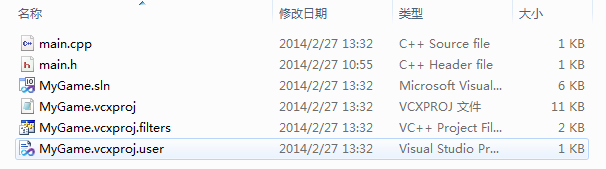 名称 修改日期 类型 大小
main.cpp 2014/2/27 13:32 C++ Source file 1 KB
main.h 2014/2/27 10:55 C++ Header file 1 KB
MyGame.sln 2014/2/27 13:32 Microsoft Visual... 6 KB
MyGame.vcxproj 2014/2/27 13:32 VCXPROJ 文件 11 KB
MyGame.vcxproj.filters 2014/2/27 13:32 VC++ Project Fil... 2 KB
MyGame.vcxproj.user 2014/2/27 13:32 Visual Studio Pr... 1 KB